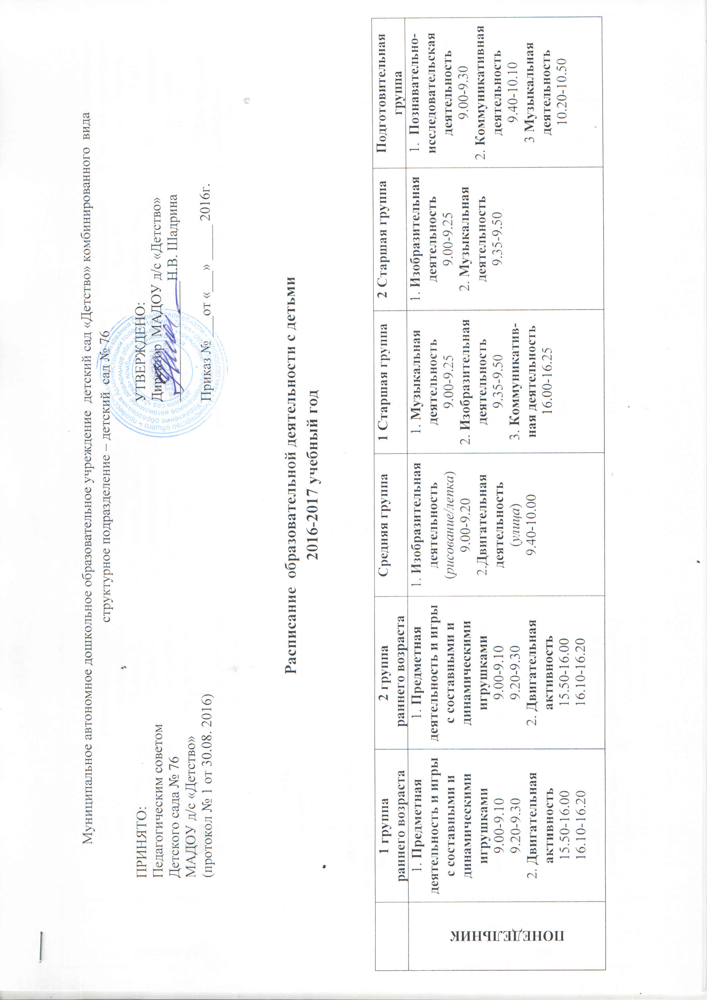 Муниципальное автономное дошкольное образовательное учреждение детский сад «Детство» комбинированного вида
структурное подразделение – детский сад № 76
ПРИНЯТО:
Педагогическим советом
Детского сада № 76
МАДОУ д/с «Детство»
(протокол № 1 от 30.08. 2016)
УТВЕРЖДЕНО:
Директор МАДОУ д/с «Детство»
____________Н.В. Шадрина
Приказ № ____от «___» ______ 2016г.
Расписание образовательной деятельности с детьми
2016-2017 учебный год
1 группа
раннего возраста
2 группа
раннего возраста
Средняя группа
1 Старшая группа
2 Старшая группа
Подготовительная
группа
ПОНЕДЕЛЬНИК
1. Предметная
деятельность и игры
с составными и
динамическими
игрушками
9.00-9.10
9.20-9.30
2. Двигательная
активность
15.50-16.00
16.10-16.20
1. Предметная
деятельность и игры
с составными и
динамическими
игрушками
9.00-9.10
9.20-9.30
2. Двигательная
активность
15.50-16.00
16.10-16.20
1. Изобразительная
деятельность
(рисование/лепка)
9.00-9.20
2.Двигательная
деятельность
(улица)
9.40-10.00
1. Музыкальная
деятельность
9.00-9.25
2. Изобразительная
деятельность
9.35-9.50
3. Коммуникатив-
ная деятельность
16.00-16.25
1. Изобразительная
деятельность
9.00-9.25
2. Музыкальная
деятельность
9.35-9.50
1. Познавательно-
исследовательская
деятельность
9.00-9.30
2. Коммуникативная
деятельность
9.40-10.10
3 Музыкальная
деятельность
10.20-10.50